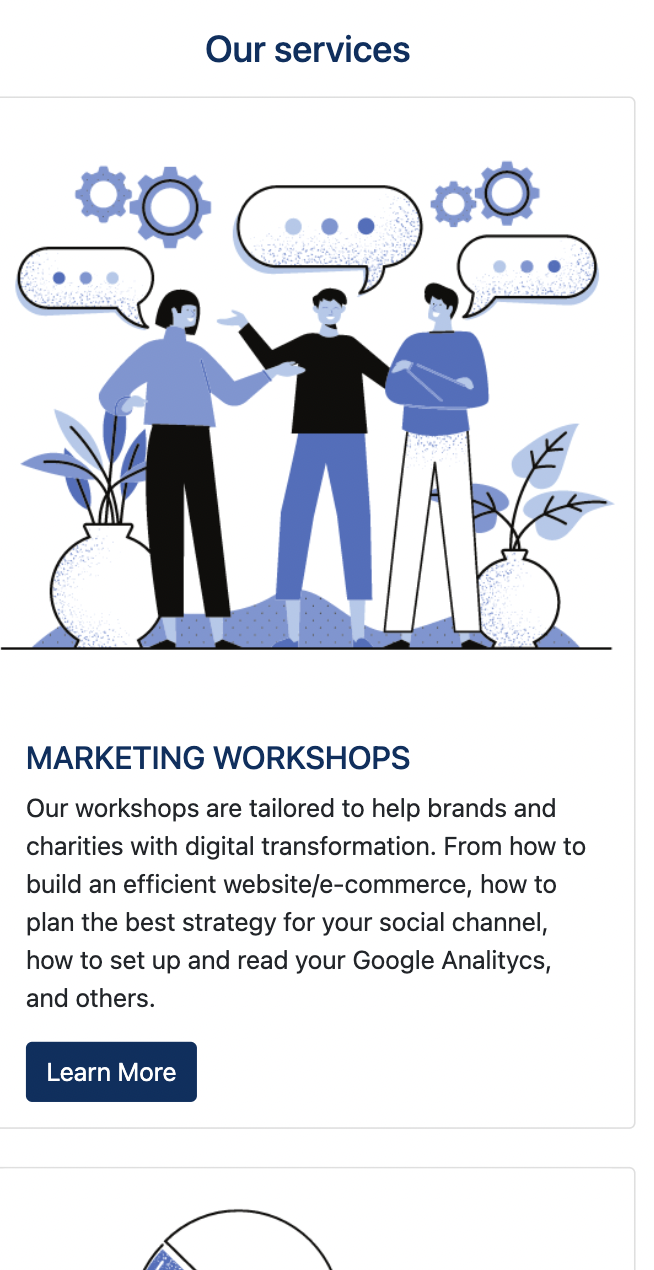 Our services
MARKETING WORKSHOPS
Our workshops are tailored to help brands and
charities with digital transformation. From how to
build an efficient website/e-commerce, how to
plan the best strategy for your social channel,
how to set up and read your Google Analitycs,
and others.
Learn More